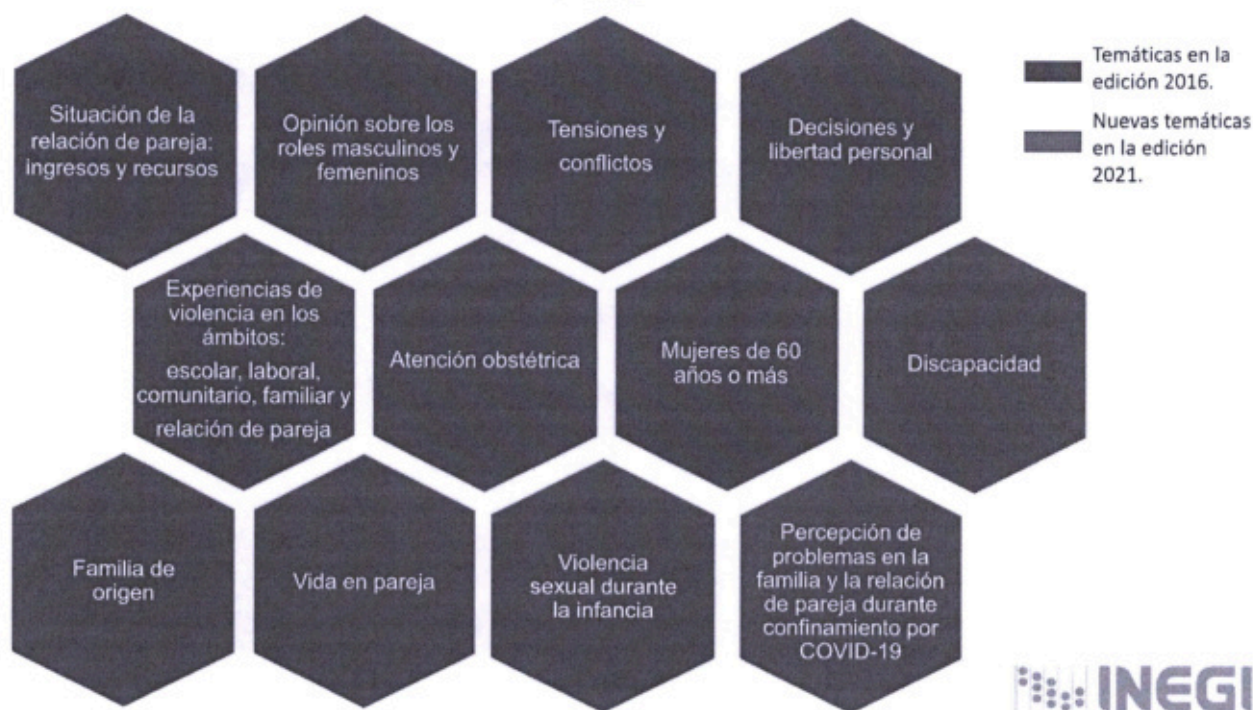 Situación de la
relación de pareja:
ingresos y recursos
Opinión sobre los
roles masculinos y
femeninos
Tensiones y
conflictos
Decisiones y
libertad personal
Temáticas en la
edición 2016.
Nuevas temáticas
en la edición
2021.
Experiencias de
violencia en los
ámbitos:
escolar, laboral,
comunitario, familiar y
relación de pareja
Atención obstétrica
Mujeres de 60
años o más
Discapacidad
Familia de
origen
Vida en pareja
Violencia
sexual durante
la infancia
Percepción de
problemas en la
familia y la relación
de pareja durante
confinamiento por
COVID-19
INEGI